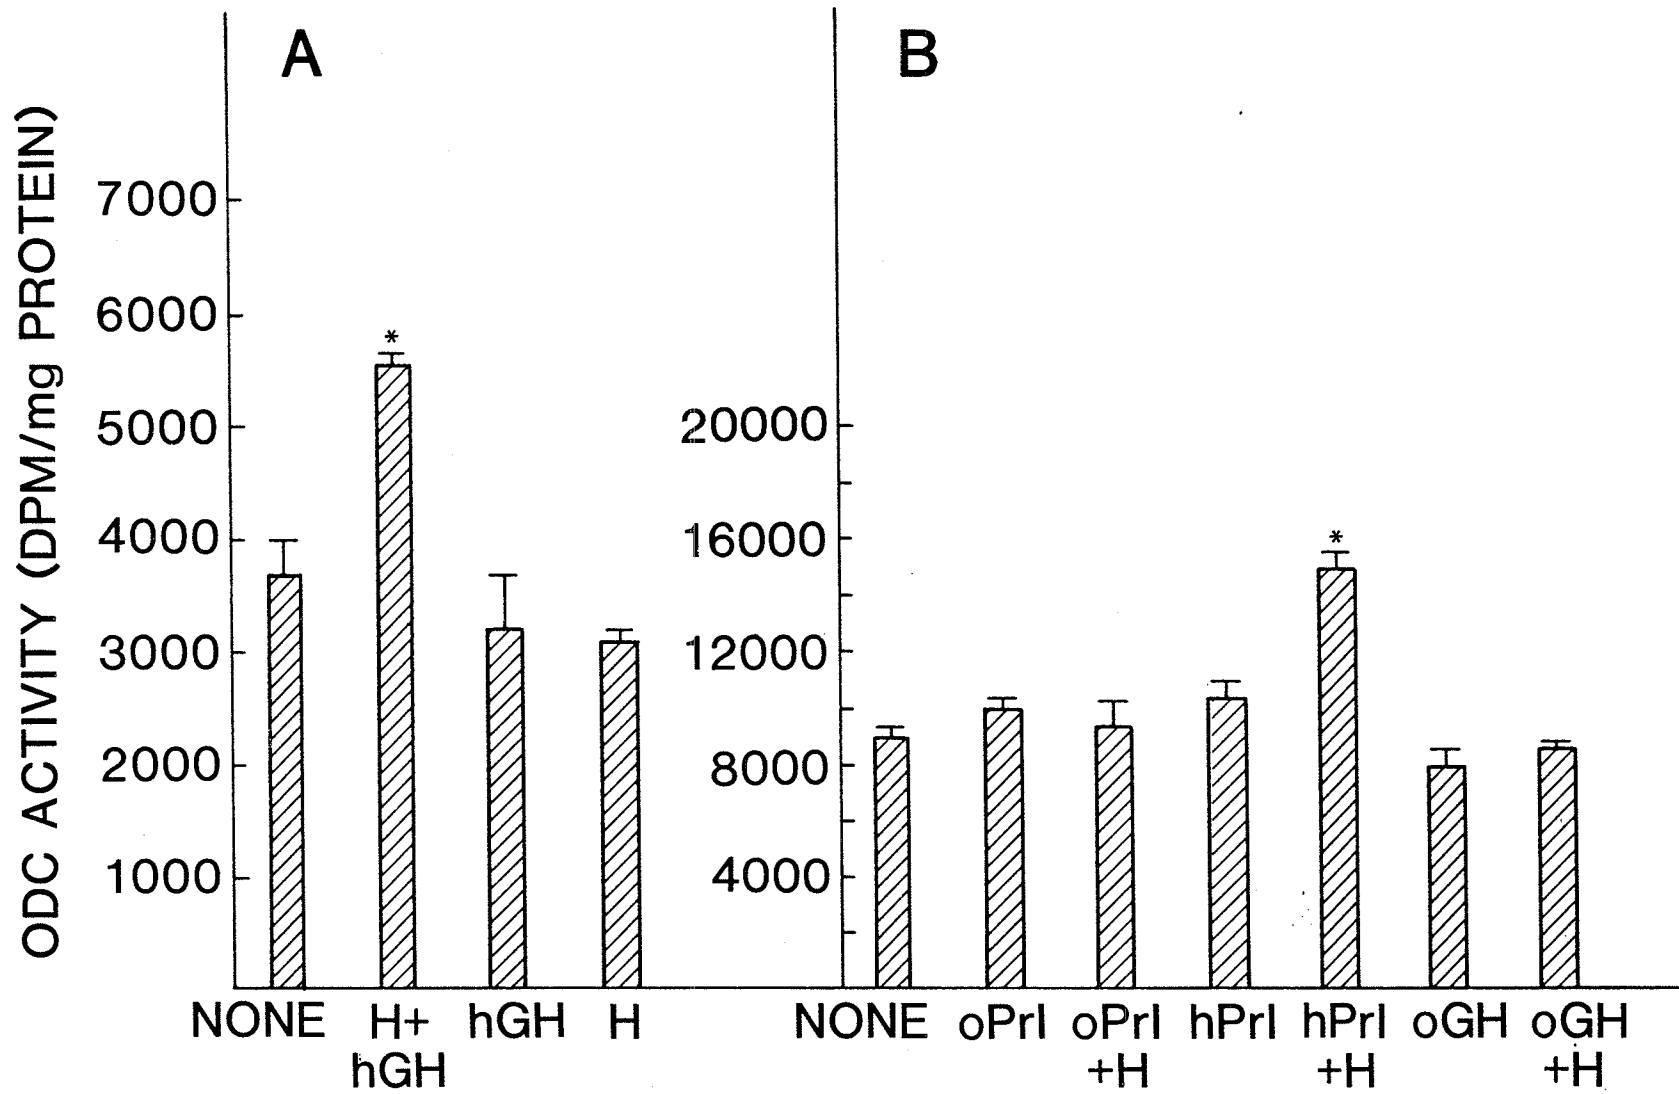 A
B
ODC ACTIVITY (DPM/mg PROTEIN)
7000
6000
5000
4000
3000
2000
1000
*
20000
16000
12000
8000
4000
*
NONE H+ hGH H
hGH
NONE oPrl oPrl hPrl hPrl oGH oGH
+H +H +H